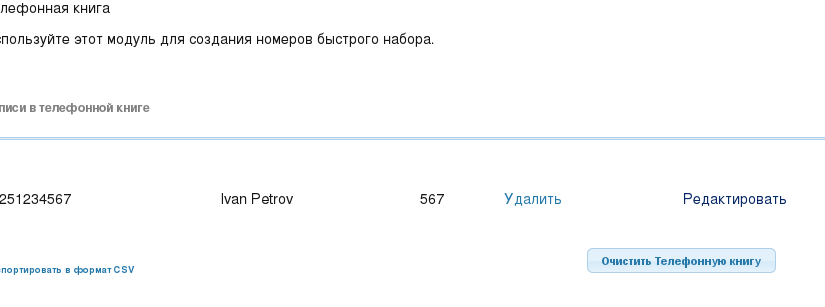 лефонная книга
спользуйте этот модуль для создания номеров быстрого набора.
писи в телефонной книге
251234567 Ivan Petrov 567 Удалить Редактировать
Очистить Телефонную книгу
спортировать в формат CSV